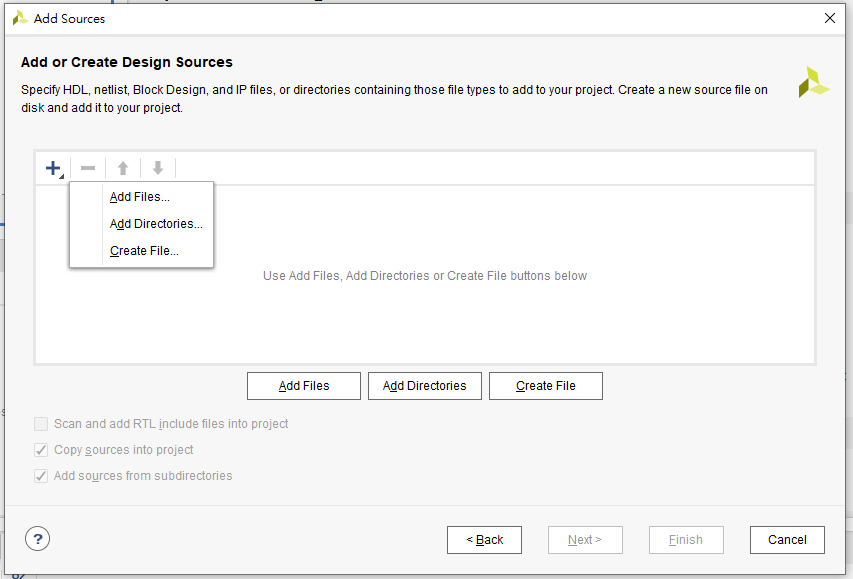 Add Sources
Add or Create Design Sources
Specify HDL, netlist, Block Design, and IP files, or directories containing those file types to add to your project. Create a new source file on
disk and add it to your project.
Add Files...
Add Directories...
Create File...
Use Add Files, Add Directories or Create File buttons below
Add Files
Add Directories
Create File
Scan and add RTL include files into project
Copy sources into project
Add sources from subdirectories
?
< Back
Next >
Finish
Cancel